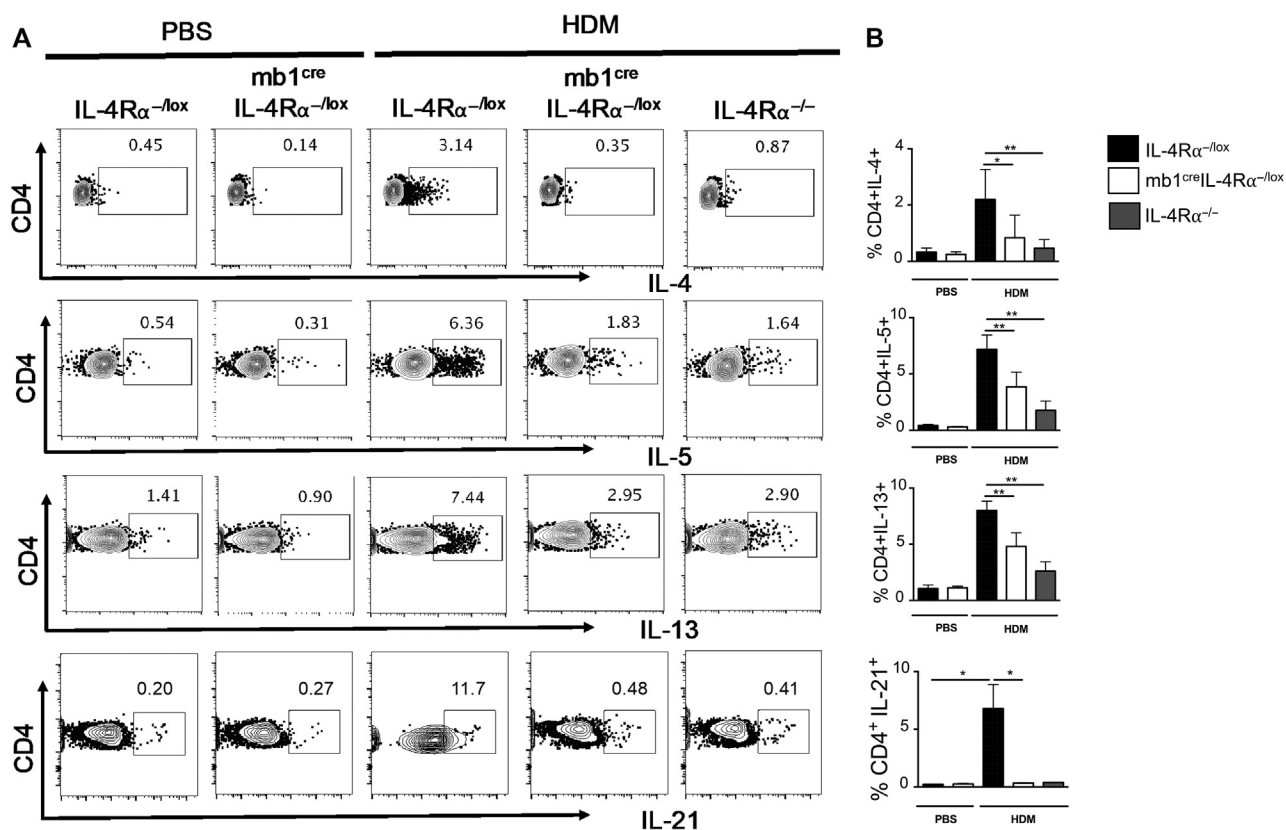 A
PBS
HDM
B
mb1ᶜʳᵉ
mb1ᶜʳᵉ
IL-4Rα⁻/ˡᵒˣ
IL-4Rα⁻/ˡᵒˣ
IL-4Rα⁻/ˡᵒˣ
IL-4Rα⁻/ˡᵒˣ
IL-4Rα⁻/⁻
CD4
0.45
0.14
3.14
0.35
0.87
IL-4
CD4
0.54
0.31
6.36
1.83
1.64
IL-5
CD4
1.41
0.90
7.44
2.95
2.90
IL-13
CD4
0.20
0.27
11.7
0.48
0.41
IL-21
% CD4+IL-4+
4
2
0
**
*
PBS
HDM
% CD4+IL-5+
10
5
0
**
**
PBS
HDM
% CD4+IL-13+
10
5
0
**
**
PBS
HDM
% CD4⁺ IL-21⁺
10
5
0
*
*
PBS
HDM
IL-4Rα⁻/ˡᵒˣ
mb1ᶜʳᵉIL-4Rα⁻/ˡᵒˣ
IL-4Rα⁻/⁻